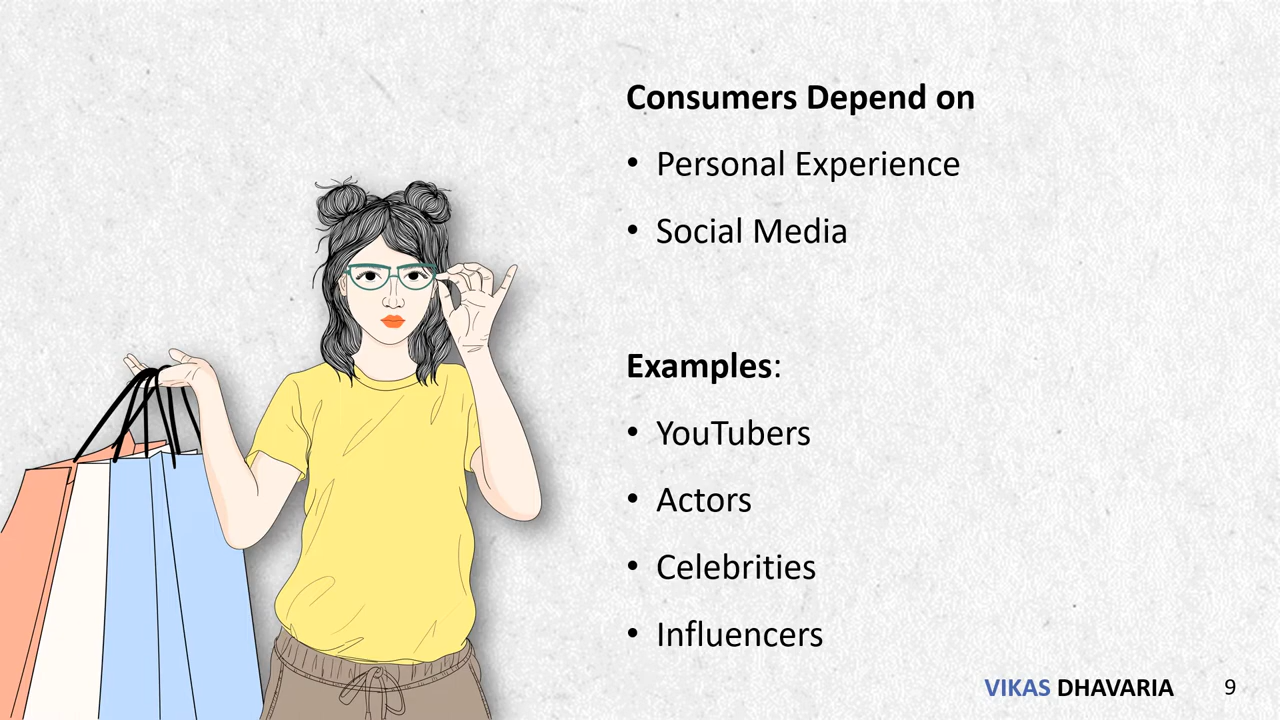 Consumers Depend on
• Personal Experience
• Social Media
Examples:
• YouTubers
• Actors
• Celebrities
• Influencers
VIKAS DHAVARIA 9